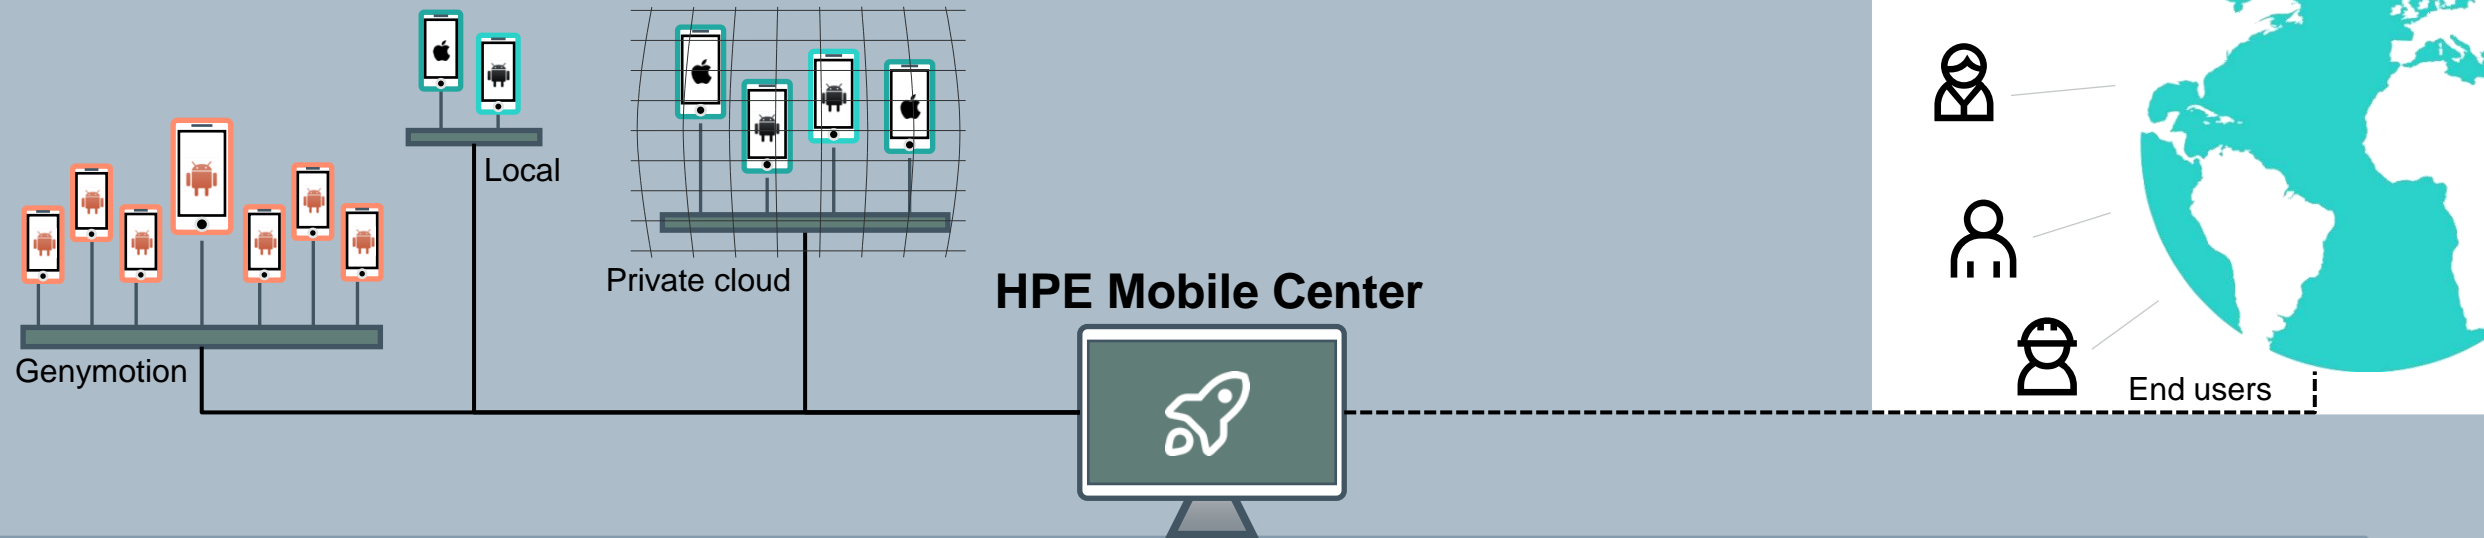 Local
Private cloud
HPE Mobile Center
Genymotion
End users